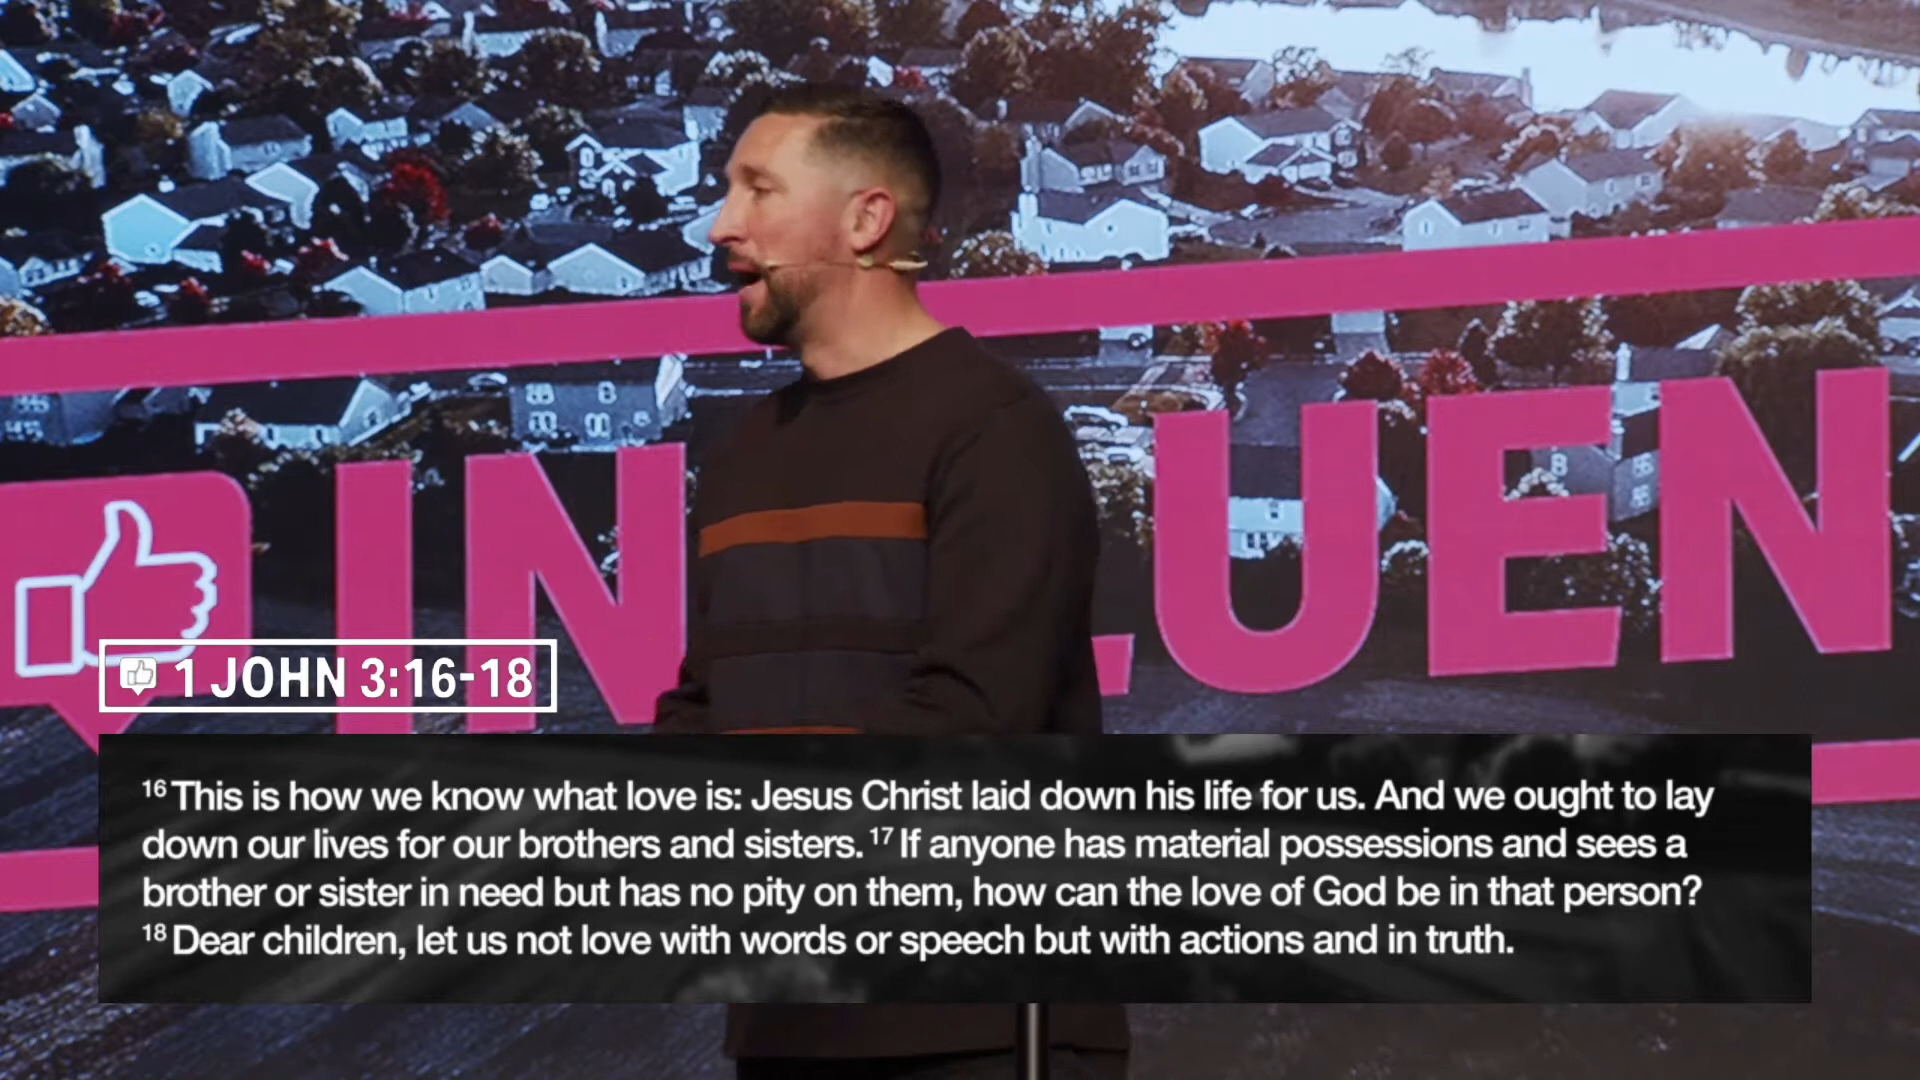 INLUEN
1 JOHN 3:16-18
16 This is how we know what love is: Jesus Christ laid down his life for us. And we ought to lay
down our lives for our brothers and sisters. 17 If anyone has material possessions and sees a
brother or sister in need but has no pity on them, how can the love of God be in that person?
18 Dear children, let us not love with words or speech but with actions and in truth.